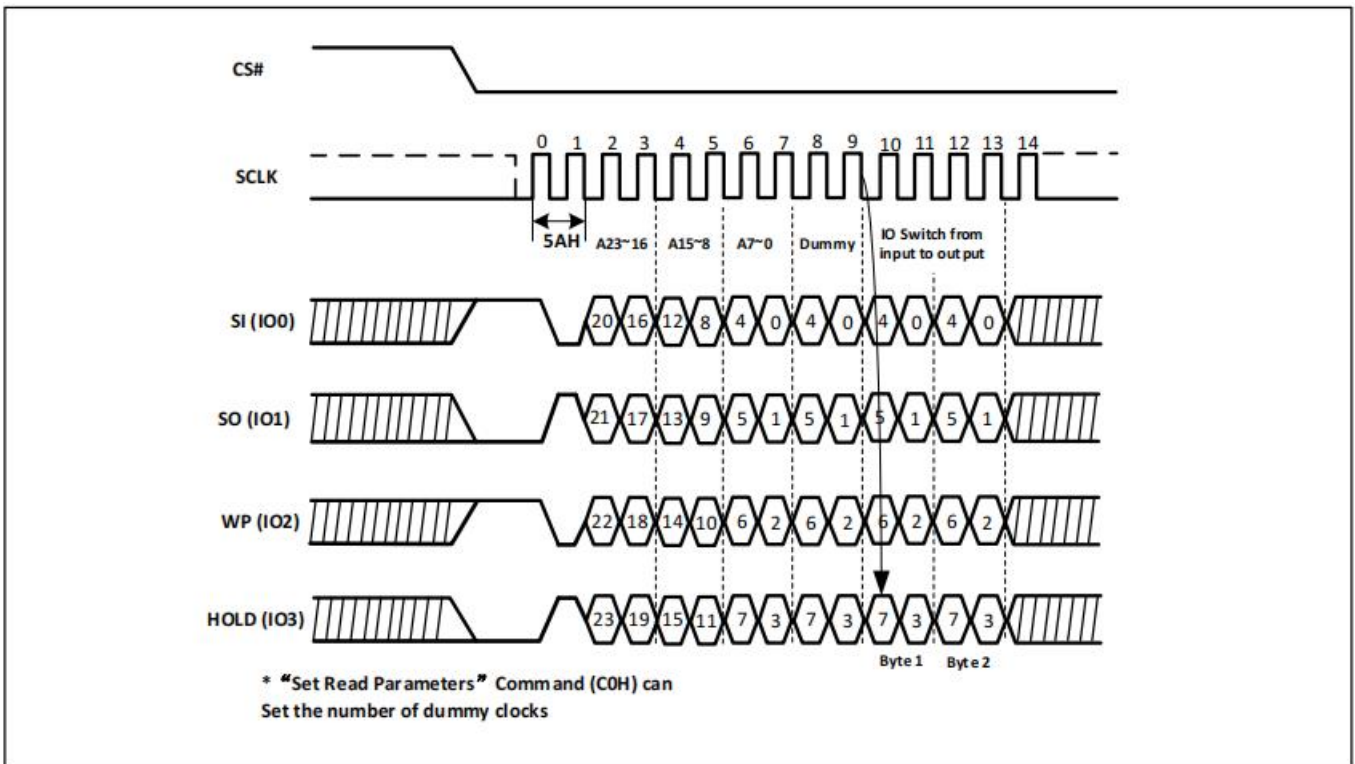 CS#
0 1 2 3 4 5 6 7 8 9 10 11 12 13 14
SCLK
5AH A23~16 A15~8 A7~0 Dummy IO Switch from
input to output
SI (IO0) 20 16 12 8 4 0 4 0 4 0 4 0
SO (IO1) 21 17 13 9 5 1 5 1 5 1 5 1
WP (IO2) 22 18 14 10 6 2 6 2 6 2 6 2
HOLD (IO3) 23 19 15 11 7 3 7 3 7 3 7 3
Byte 1 Byte 2
* “Set Read Parameters” Command (C0H) can
Set the number of dummy clocks